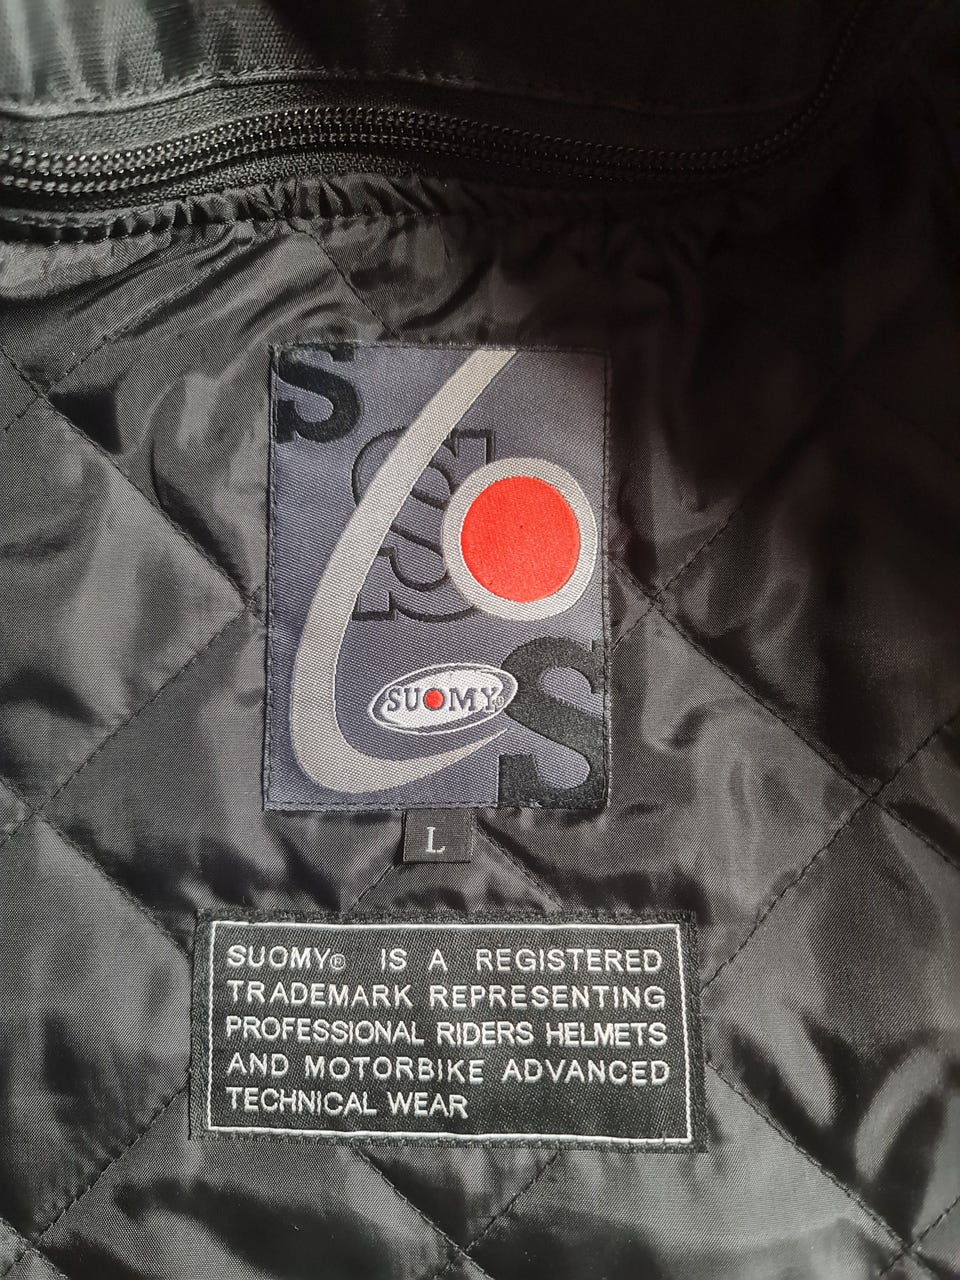 S
S
S
SUOMY®
L
SUOMY® IS A REGISTERED
TRADEMARK REPRESENTING
PROFESSIONAL RIDERS HELMETS
AND MOTORBIKE ADVANCED
TECHNICAL WEAR